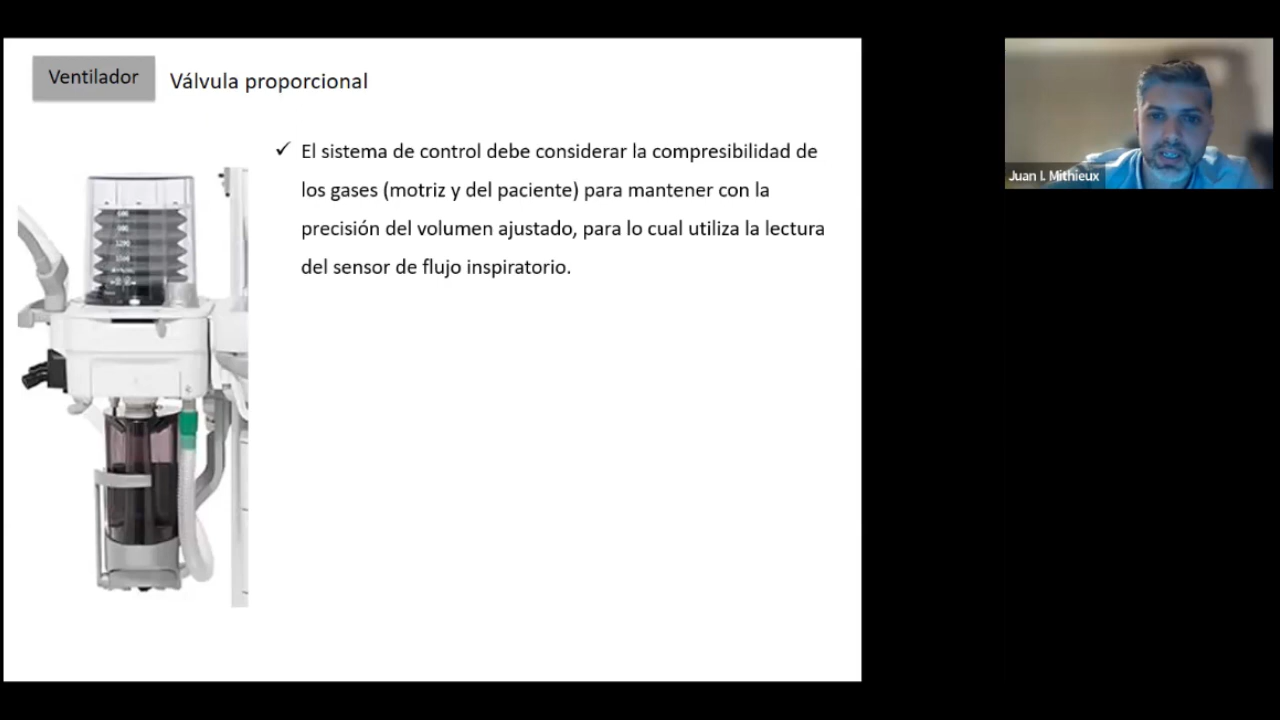 Ventilador
Válvula proporcional
✓ El sistema de control debe considerar la compresibilidad de
los gases (motriz y del paciente) para mantener con la
precisión del volumen ajustado, para lo cual utiliza la lectura
del sensor de flujo inspiratorio.
Juan I. Mithieux